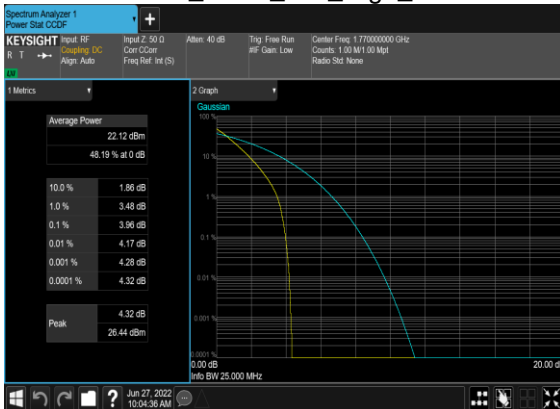 Spectrum Analyzer 1
Power Stat CCDF
+
KEYSIGHT
R T
LXI
Input: RF
Coupling: DC
Align: Auto
Input Z: 50 Ω
Corr CCorr
Freq Ref: Int (S)
Atten: 40 dB
Trig: Free Run
#IF Gain: Low
Center Freq: 1.770000000 GHz
Counts: 1.00 M/1.00 Mpt
Radio Std: None
1 Metrics
Average Power
22.12 dBm
48.19 % at 0 dB
10.0 % 1.86 dB
1.0 % 3.48 dB
0.1 % 3.96 dB
0.01 % 4.17 dB
0.001 % 4.28 dB
0.0001 % 4.32 dB
Peak
4.32 dB
26.44 dBm
2 Graph
Gaussian
100 %
10 %
1 %
0.1 %
0.01 %
0.001 %
0.0001 %
0.00 dB
20.00 d
Info BW 25.000 MHz
?
Jun 27, 2022
10:04:36 AM